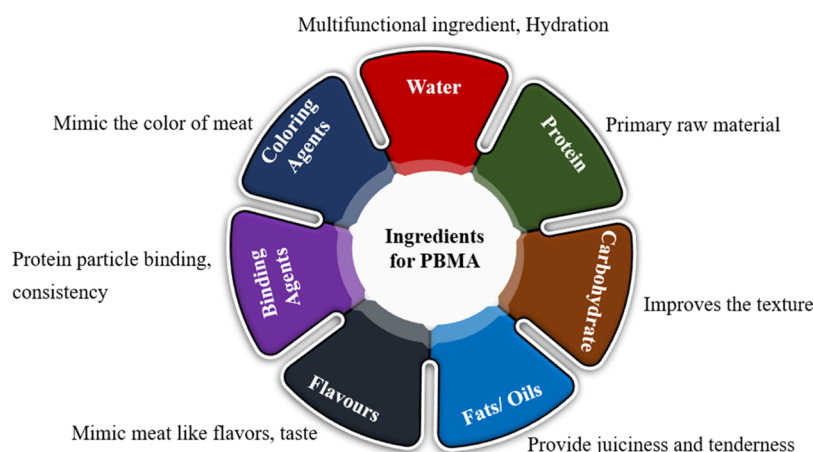 Multifunctional ingredient, Hydration
Water
Protein
Primary raw material
Carbohydrate
Improves the texture
Fats/ Oils
Provide juiciness and tenderness
Flavours
Mimic meat like flavors, taste
Binding
Agents
Protein particle binding,
consistency
Coloring
Agents
Mimic the color of meat
Ingredients
for PBMA